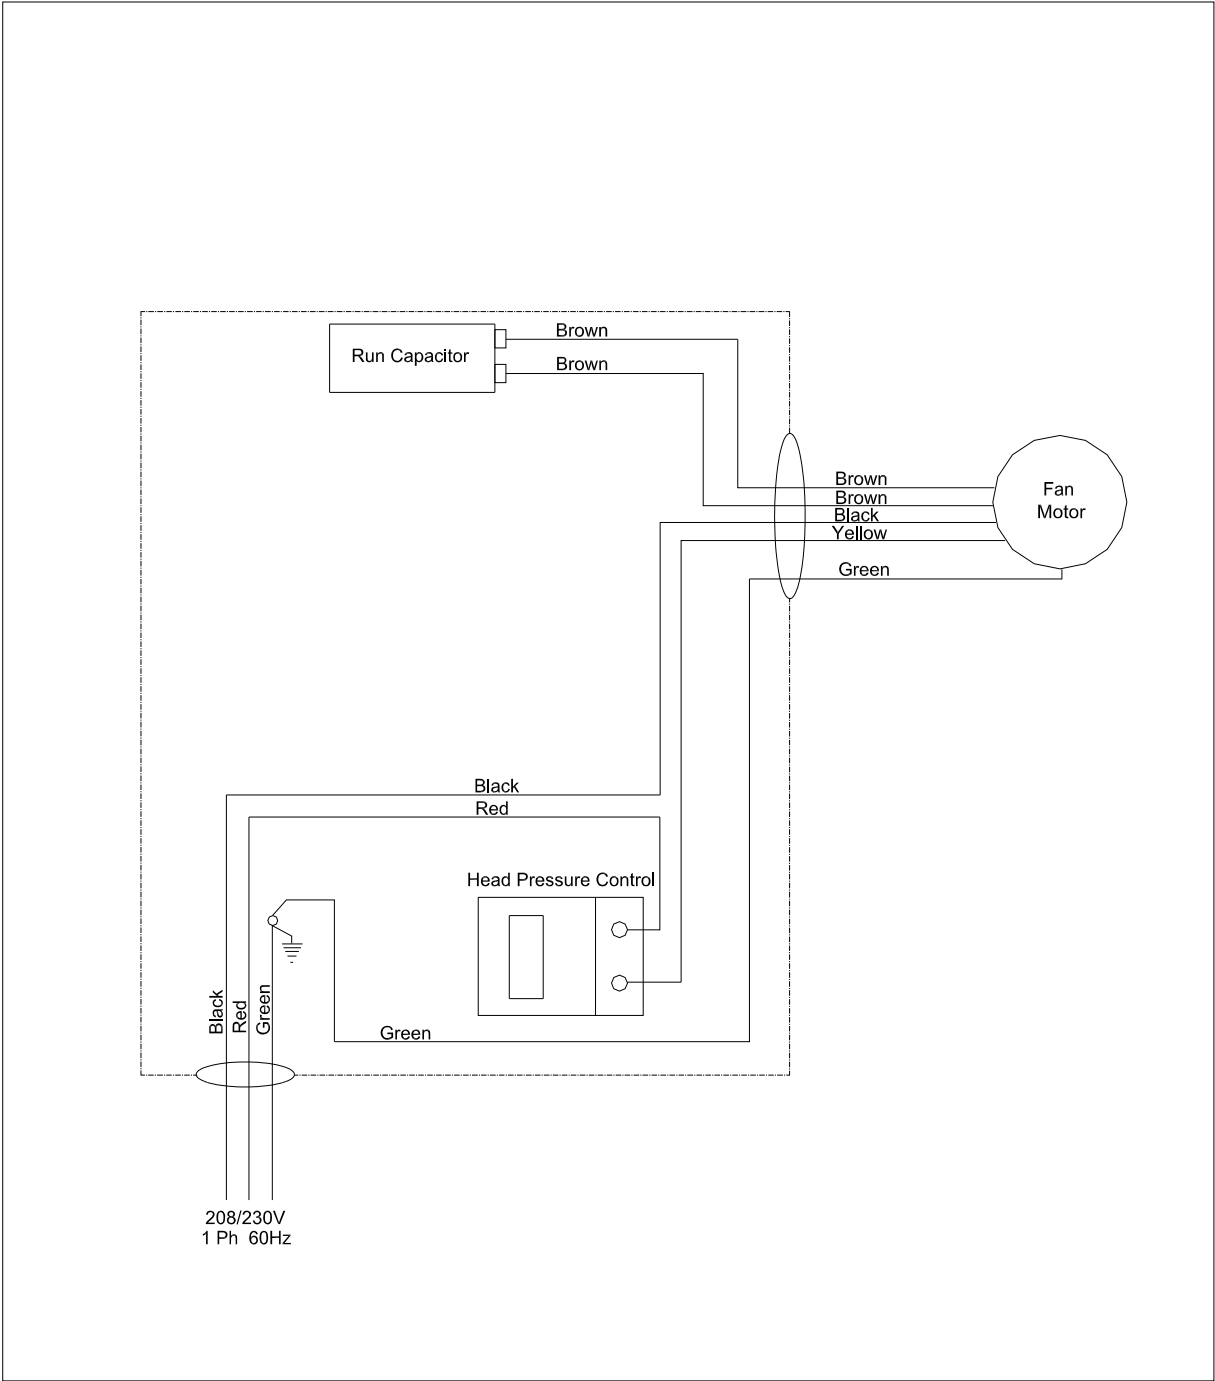 Brown
Run Capacitor
Brown
Brown
Brown
Black
Yellow
Green
Fan
Motor
Black
Red
Head Pressure Control
Black
Red
Green
Green
208/230V
1 Ph 60Hz